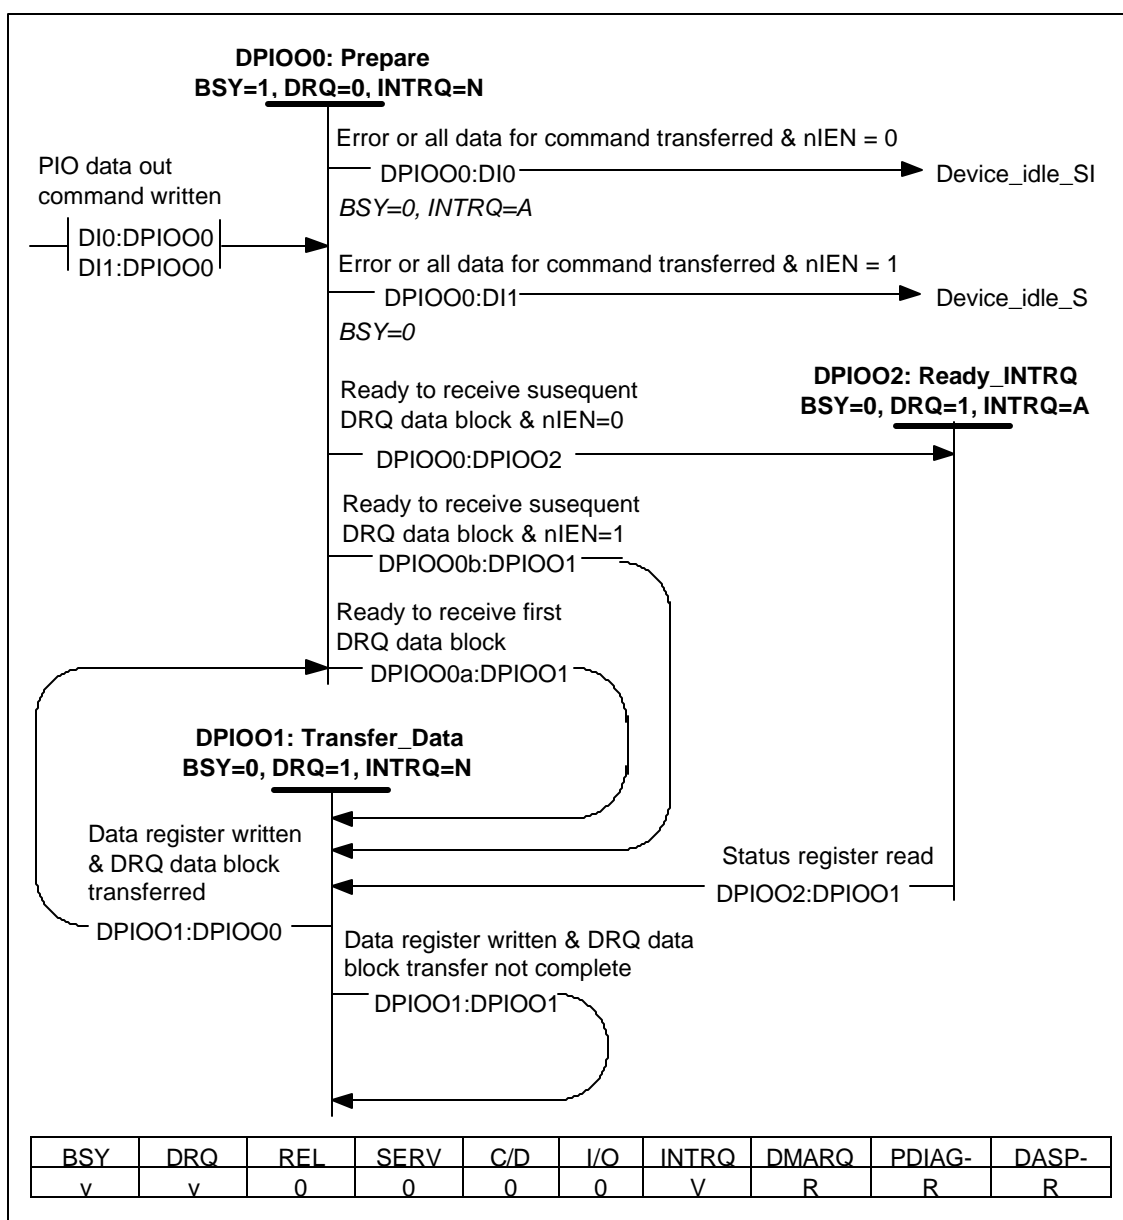 DPIOO0: Prepare
BSY=1, DRQ=0, INTRQ=N
Error or all data for command transferred & nIEN = 0
DPIOO0:DI0
Device_idle_SI
BSY=0, INTRQ=A
PIO data out
command written
DI0:DPIOO0
DI1:DPIOO0
Error or all data for command transferred & nIEN = 1
DPIOO0:DI1
Device_idle_S
BSY=0
DPIOO2: Ready_INTRQ
BSY=0, DRQ=1, INTRQ=A
Ready to receive susequent
DRQ data block & nIEN=0
DPIOO0:DPIOO2
Ready to receive susequent
DRQ data block & nIEN=1
DPIOO0b:DPIOO1
Ready to receive first
DRQ data block
DPIOO0a:DPIOO1
DPIOO1: Transfer_Data
BSY=0, DRQ=1, INTRQ=N
Data register written
& DRQ data block
transferred
DPIOO1:DPIOO0
Status register read
DPIOO2:DPIOO1
Data register written & DRQ data
block transfer not complete
DPIOO1:DPIOO1
BSY DRQ REL SERV C/D I/O INTRQ DMARQ PDIAG- DASP-
v v 0 0 0 0 V R R R